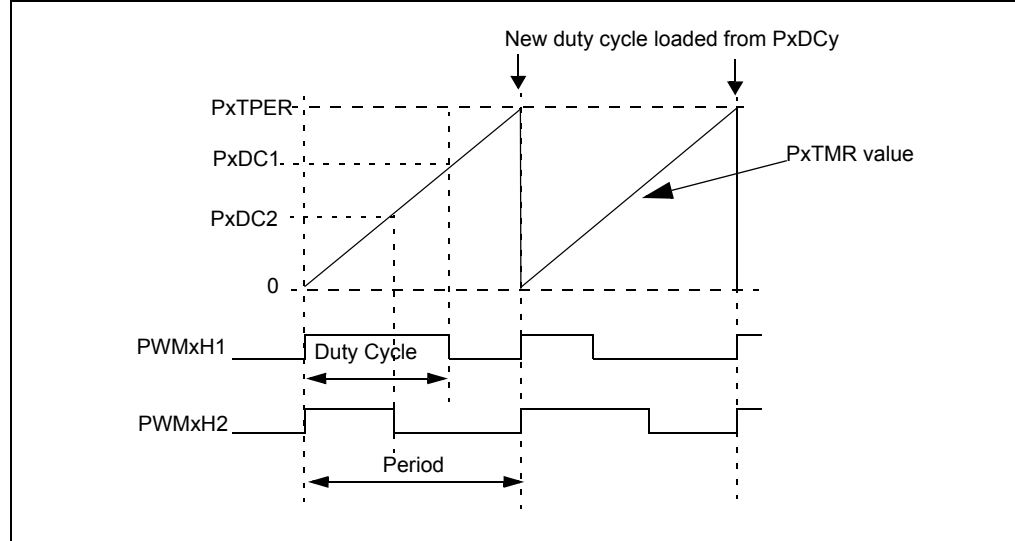 New duty cycle loaded from PxDCy
PxTPER
PxDC1
PxTMR value
PxDC2
0
PWMxH1
Duty Cycle
PWMxH2
Period